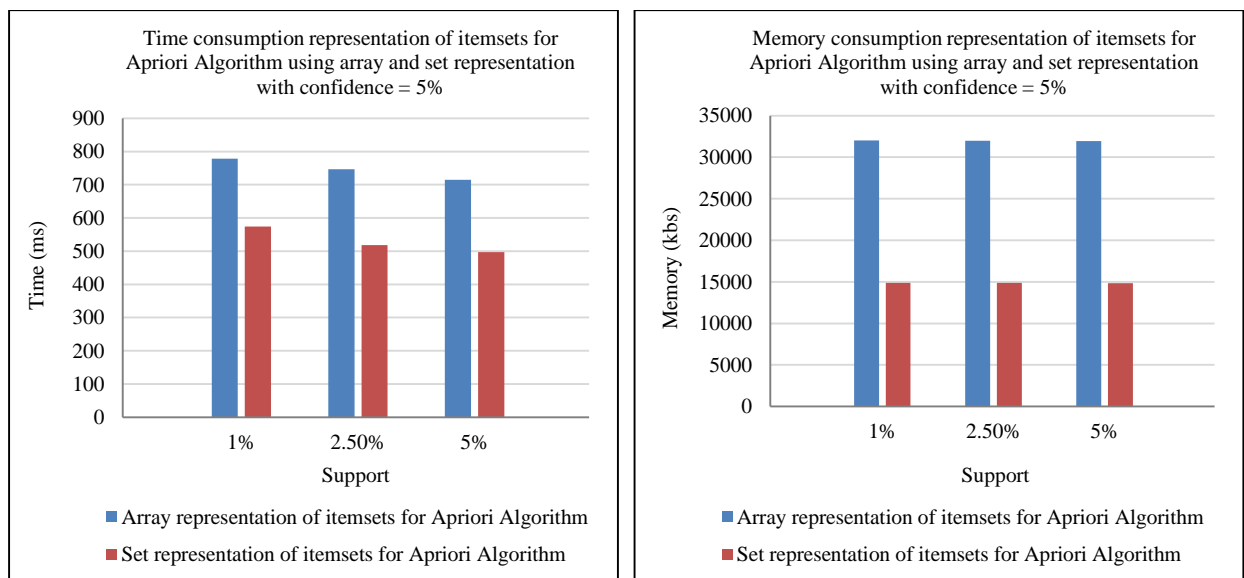 Time consumption representation of itemsets for
Apriori Algorithm using array and set representation
with confidence = 5%
900
800
700
600
500
400
300
200
100
0
Time (ms)
1%
2.50%
5%
Support
Array representation of itemsets for Apriori Algorithm
Set representation of itemsets for Apriori Algorithm
Memory consumption representation of itemsets for
Apriori Algorithm using array and set representation
with confidence = 5%
35000
30000
25000
20000
15000
10000
5000
0
Memory (kbs)
1%
2.50%
5%
Support
Array representation of itemsets for Apriori Algorithm
Set representation of itemsets for Apriori Algorithm